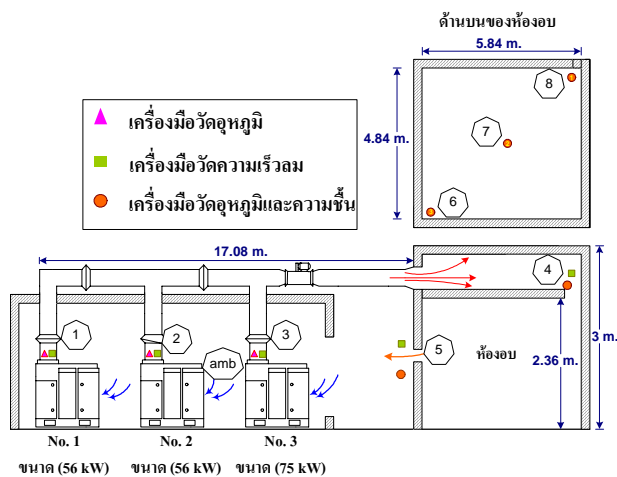 ด้านบนของห้องอบ
5.84 m.
8
เครื่องมือวัดอุหภูมิ
7
4.84 m.
เครื่องมือวัดความเร็วลม
เครื่องมือวัดอุหภูมิและความชื้น
6
17.08 m.
4
1
2
3
amb
5
ห้องอบ
2.36 m.
3 m.
No. 1
No. 2
No. 3
ขนาด (56 kW)
ขนาด (56 kW)
ขนาด (75 kW)